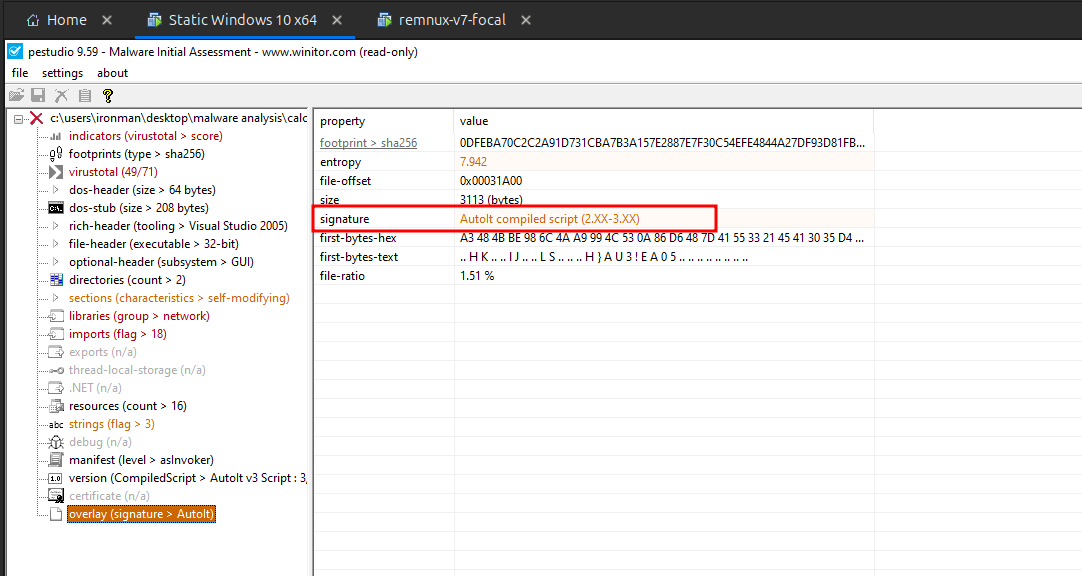 Home
Static Windows 10 x64
remnux-v7-focal
pestudio 9.59 - Malware Initial Assessment - www.winitor.com (read-only)
file settings about
c:\users\ironman\desktop\malware analysis\calc
indicators (virustotal > score)
footprints (type > sha256)
virustotal (49/71)
dos-header (size > 64 bytes)
dos-stub (size > 208 bytes)
rich-header (tooling > Visual Studio 2005)
file-header (executable > 32-bit)
optional-header (subsystem > GUI)
directories (count > 2)
sections (characteristics > self-modifying)
libraries (group > network)
imports (flag > 18)
exports (n/a)
thread-local-storage (n/a)
.NET (n/a)
resources (count > 16)
abc strings (flag > 3)
debug (n/a)
manifest (level > asInvoker)
1.0 version (CompiledScript > AutoIt v3 Script : 3,
certificate (n/a)
overlay (signature > AutoIt)
property value
footprint > sha256 0DFEBA70C2C2A91D731CBA7B3A157E2887E7F30C54EFE4844A27DF93D81FB...
entropy 7.942
file-offset 0x00031A00
size 3113 (bytes)
signature AutoIt compiled script (2.XX-3.XX)
first-bytes-hex A3 48 4B BE 98 6C 4A A9 99 4C 53 0A 86 D6 48 7D 41 55 33 21 45 41 30 35 D4 ...
first-bytes-text .. H K .. .. I J .. .. L S .. .. .. H } A U 3 ! E A 0 5 .. .. .. .. .. .. .. ..
file-ratio 1.51 %